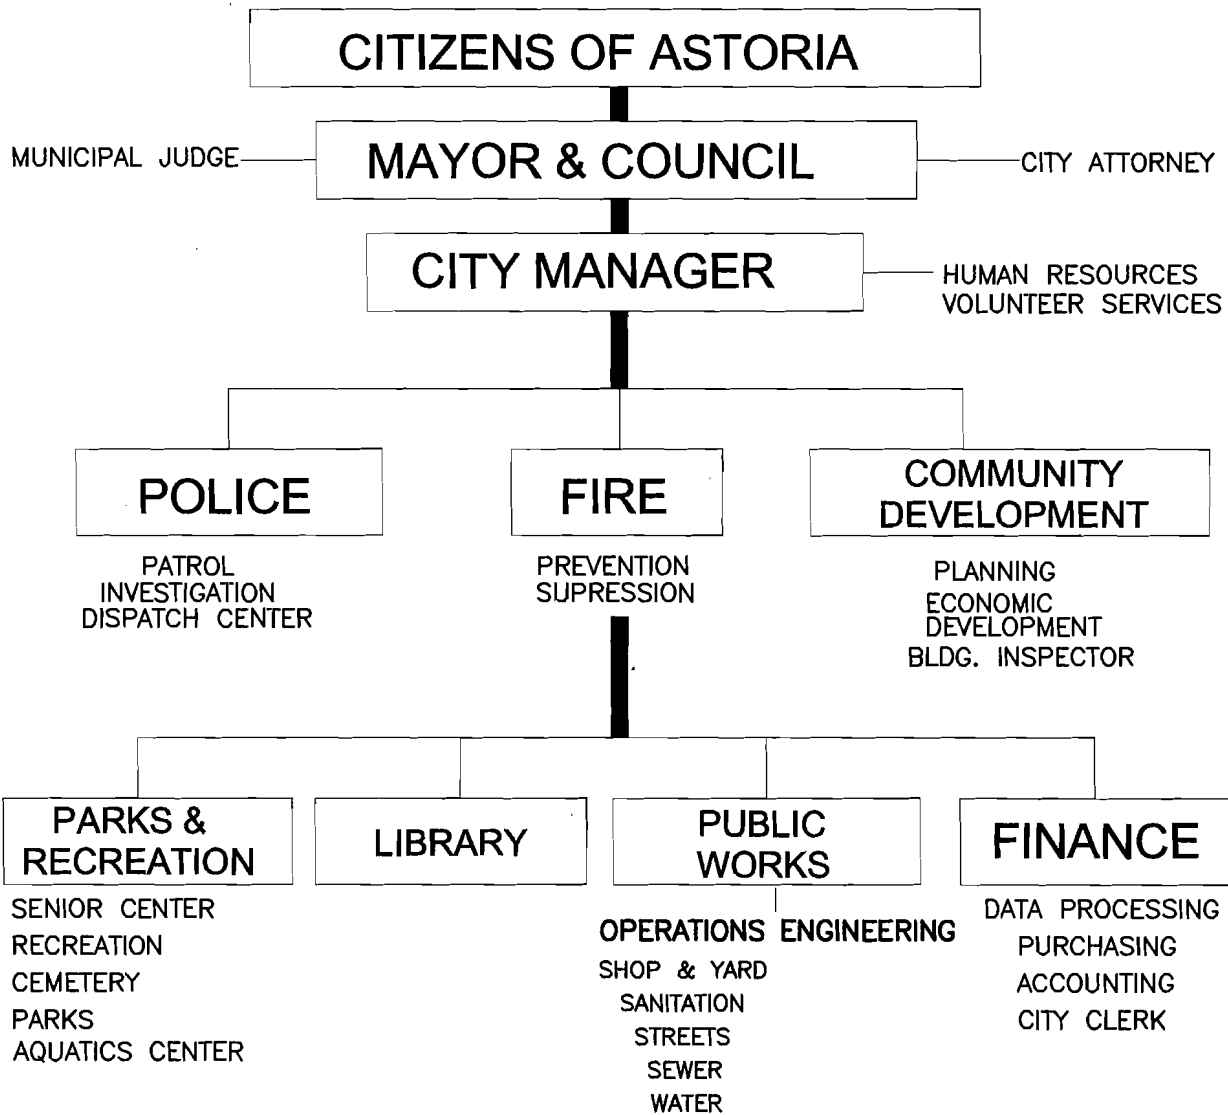 CITIZENS OF ASTORIA
MUNICIPAL JUDGE
MAYOR & COUNCIL
CITY ATTORNEY
CITY MANAGER
HUMAN RESOURCES
VOLUNTEER SERVICES
POLICE
PATROL
INVESTIGATION
DISPATCH CENTER
FIRE
PREVENTION
SUPRESSION
COMMUNITY
DEVELOPMENT
PLANNING
ECONOMIC
DEVELOPMENT
BLDG. INSPECTOR
PARKS &
RECREATION
SENIOR CENTER
RECREATION
CEMETERY
PARKS
AQUATICS CENTER
LIBRARY
PUBLIC
WORKS
OPERATIONS ENGINEERING
SHOP & YARD
SANITATION
STREETS
SEWER
WATER
FINANCE
DATA PROCESSING
PURCHASING
ACCOUNTING
CITY CLERK